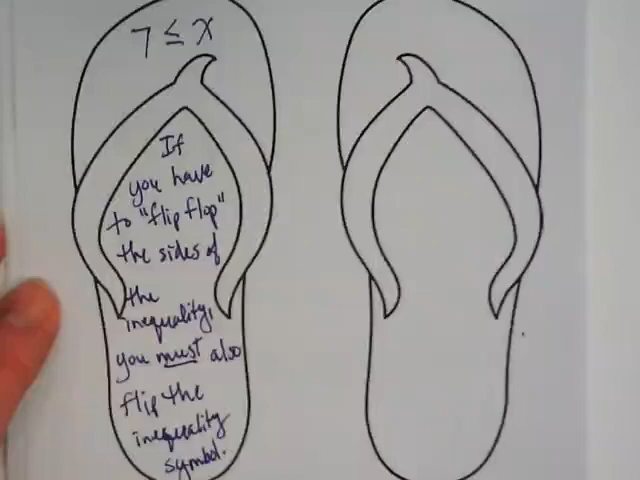 7 ≤ x
If
you have
to "flip flop"
the sides of
the
inequality,
you must also
flip the
inequality
symbol.